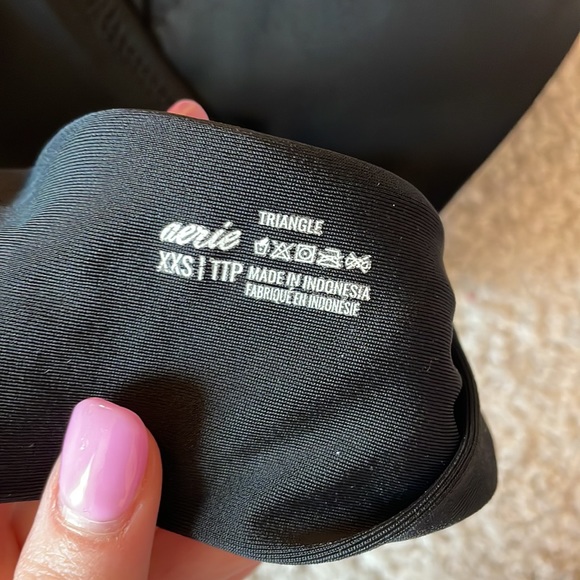 TRIANGLE
aerie
XXS | TTP
MADE IN INDONESIA
FABRIQUÉ EN INDONÉSIE